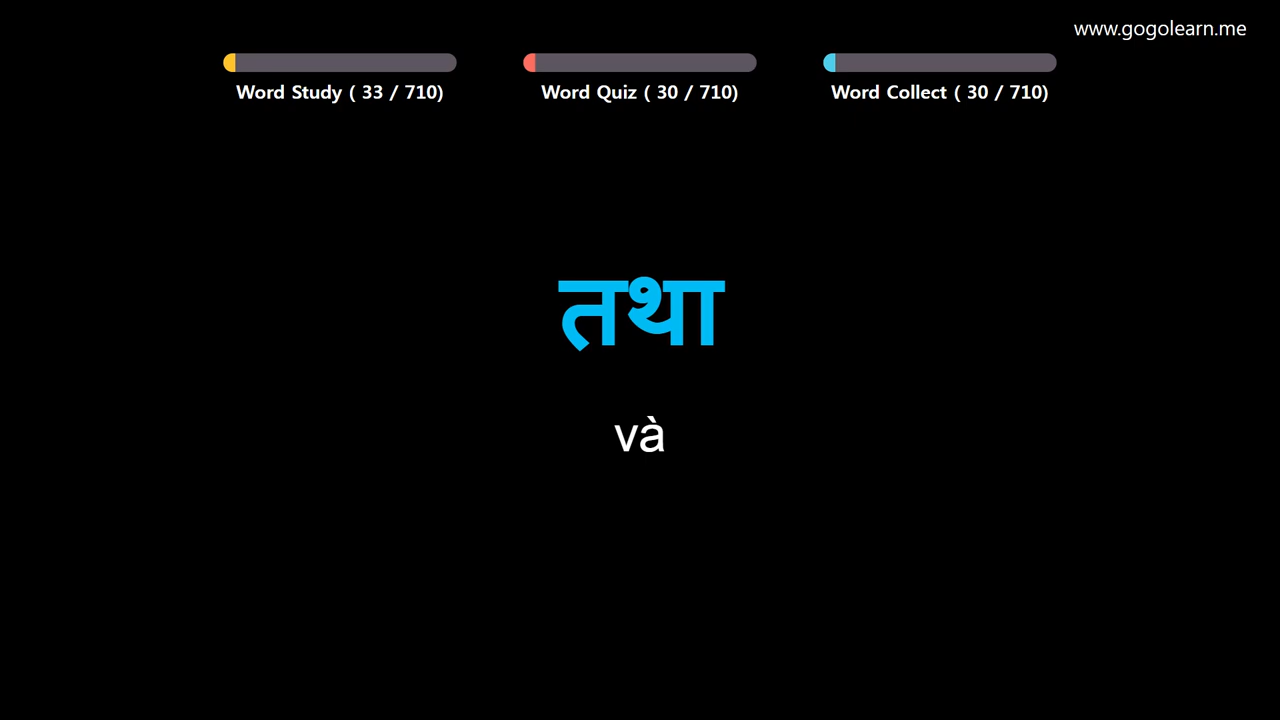 www.gogolearn.me
Word Study ( 33 / 710)
Word Quiz ( 30 / 710)
Word Collect ( 30 / 710)
तथा
và